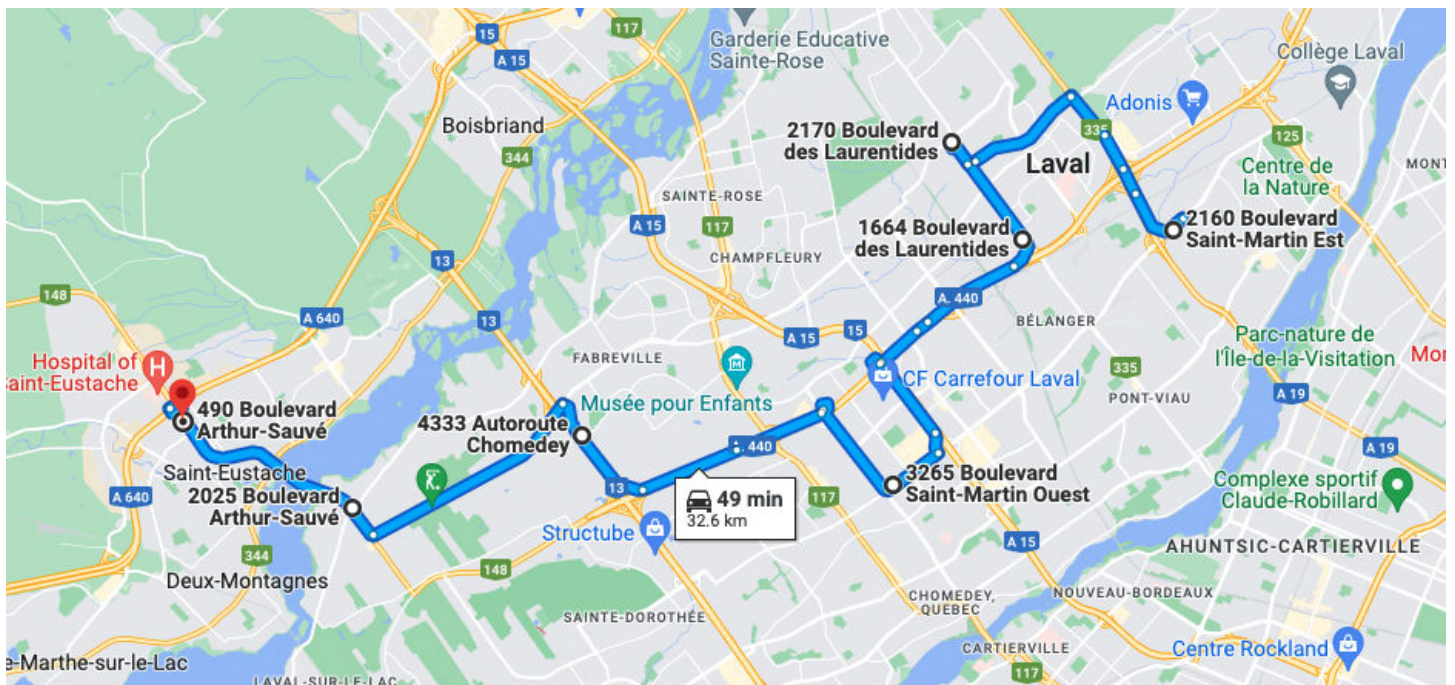 15
A 15
117
Garderie Educative
Sainte-Rose
Collège Laval
Boisbriand
Adonis
344
2170 Boulevard
des Laurentides
335
125
Laval
Centre de
la Nature
SAINTE-ROSE
A 15
117
1664 Boulevard
des Laurentides
2160 Boulevard
Saint-Martin Est
13
CHAMPFLEURY
148
A 640
13
A. 440
BÉLANGER
A 15
15
Parc-nature de
l'Île-de-la-Visitation
Hospital of
Saint-Eustache
FABREVILLE
CF Carrefour Laval
335
PONT-VIAU
A 19
490 Boulevard
Arthur-Sauvé
Musée pour Enfants
4333 Autoroute
Chomedey
A. 440
Saint-Eustache
A 640
2025 Boulevard
Arthur-Sauvé
13
49 min
32.6 km
3265 Boulevard
Saint-Martin Ouest
117
A 19
Complexe sportif
Claude-Robillard
Structube
A 15
AHUNTSIC-CARTIERVILLE
344
148
Deux-Montagnes
CHOMEDEY,
QUEBEC
NOUVEAU-BORDEAUX
SAINTE-DOROTHÉE
CARTIERVILLE
Centre Rockland
e-Marthe-sur-le-Lac
117
LAVAL-SUR-LE-LAC